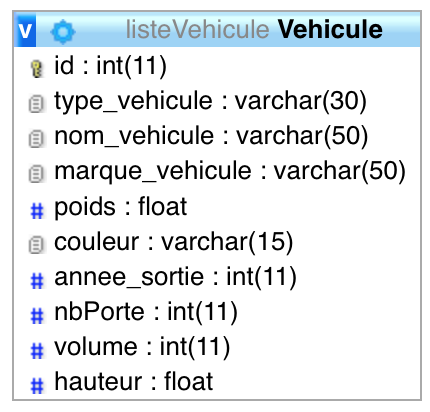 v listeVehicule Vehicule
id : int(11)
type_vehicule : varchar(30)
nom_vehicule : varchar(50)
marque_vehicule : varchar(50)
# poids : float
couleur : varchar(15)
# annee_sortie : int(11)
# nbPorte : int(11)
# volume : int(11)
# hauteur : float